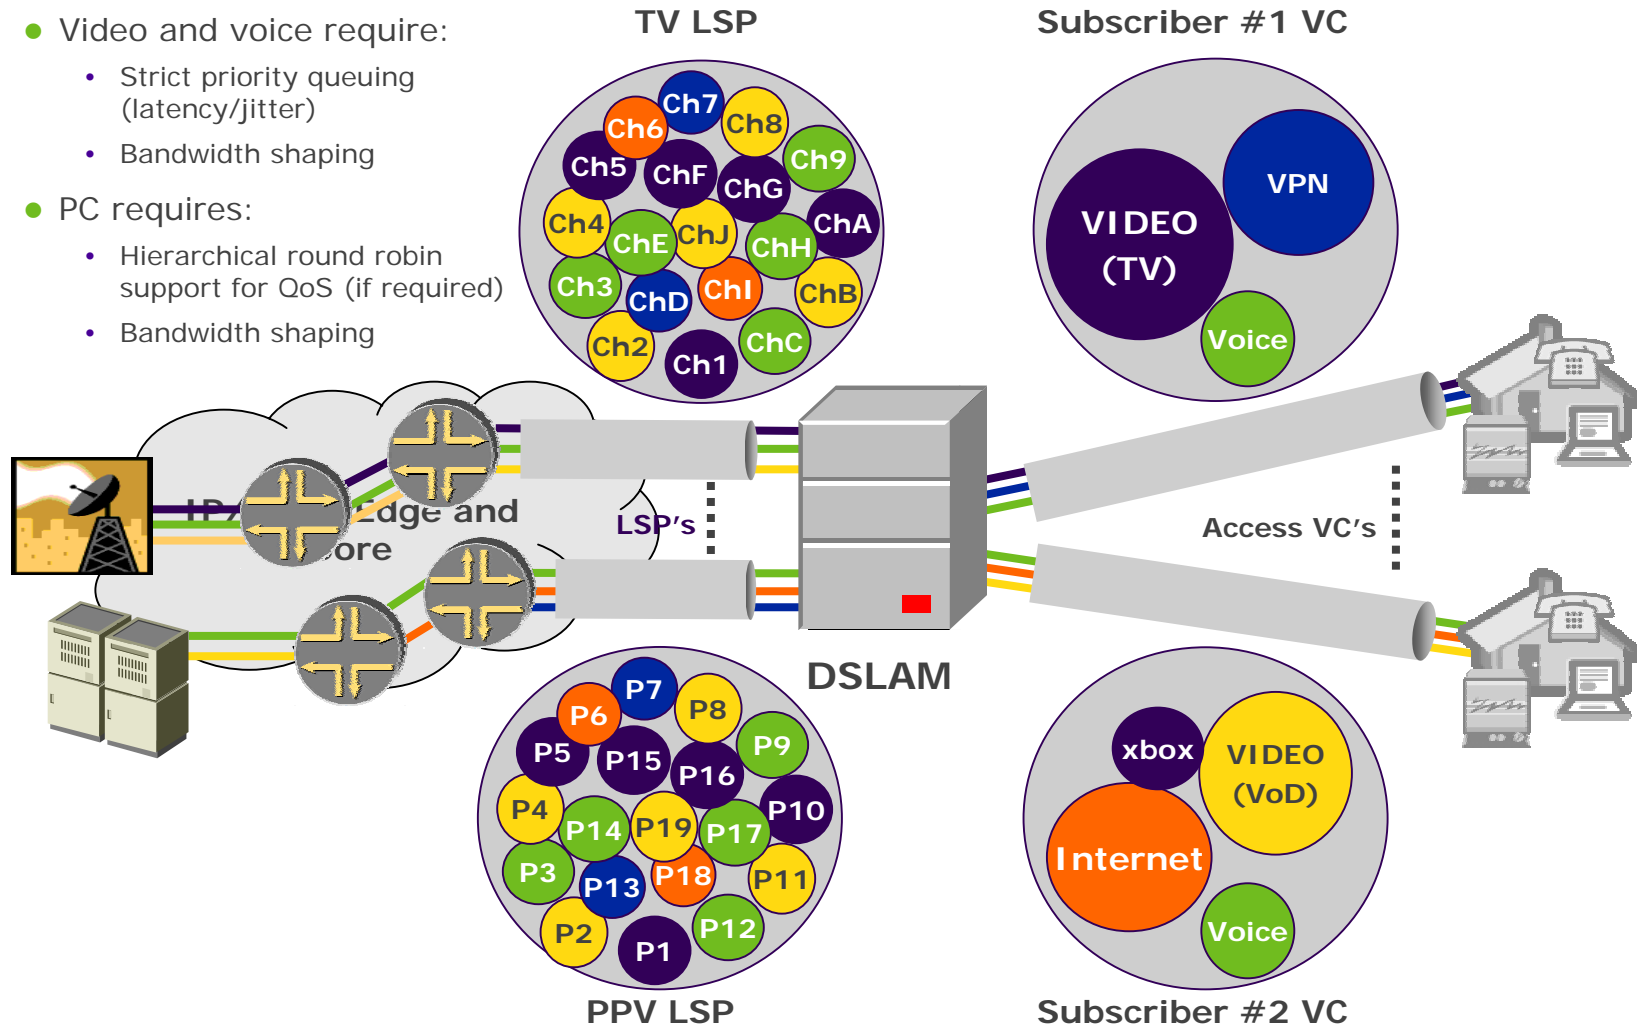 ● Video and voice require:
• Strict priority queuing
(latency/jitter)
• Bandwidth shaping
● PC requires:
• Hierarchical round robin
support for QoS (if required)
• Bandwidth shaping
TV LSP
Ch7
Ch6
Ch8
Ch5
ChF
ChG
Ch9
Ch4
ChE
ChJ
ChH
ChA
Ch3
ChD
ChI
ChB
Ch2
Ch1
ChC
Subscriber #1 VC
VIDEO
(TV)
VPN
Voice
Edge and
LSP's
Access VC's
DSLAM
P7
P6
P8
P5
P15
P16
P9
P4
P14
P19
P17
P10
P3
P13
P18
P11
P2
P1
P12
PPV LSP
xbox
VIDEO
(VoD)
Internet
Voice
Subscriber #2 VC